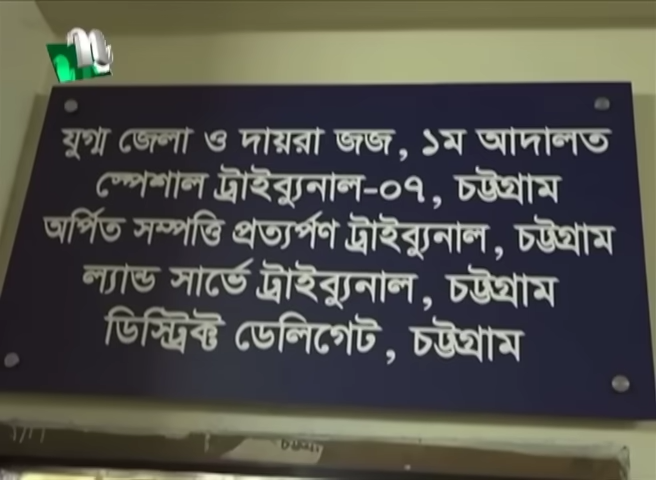 যুগ্ম জেলা ও দায়রা জজ, ১ম আদালত
স্পেশাল ট্রাইব্যুনাল-০৭, চট্টগ্রাম
অর্পিত সম্পত্তি প্রত্যর্পণ ট্রাইব্যুনাল, চট্টগ্রাম
ল্যান্ড সার্ভে ট্রাইব্যুনাল, চট্টগ্রাম
ডিস্ট্রিক্ট ডেলিগেট, চট্টগ্রাম